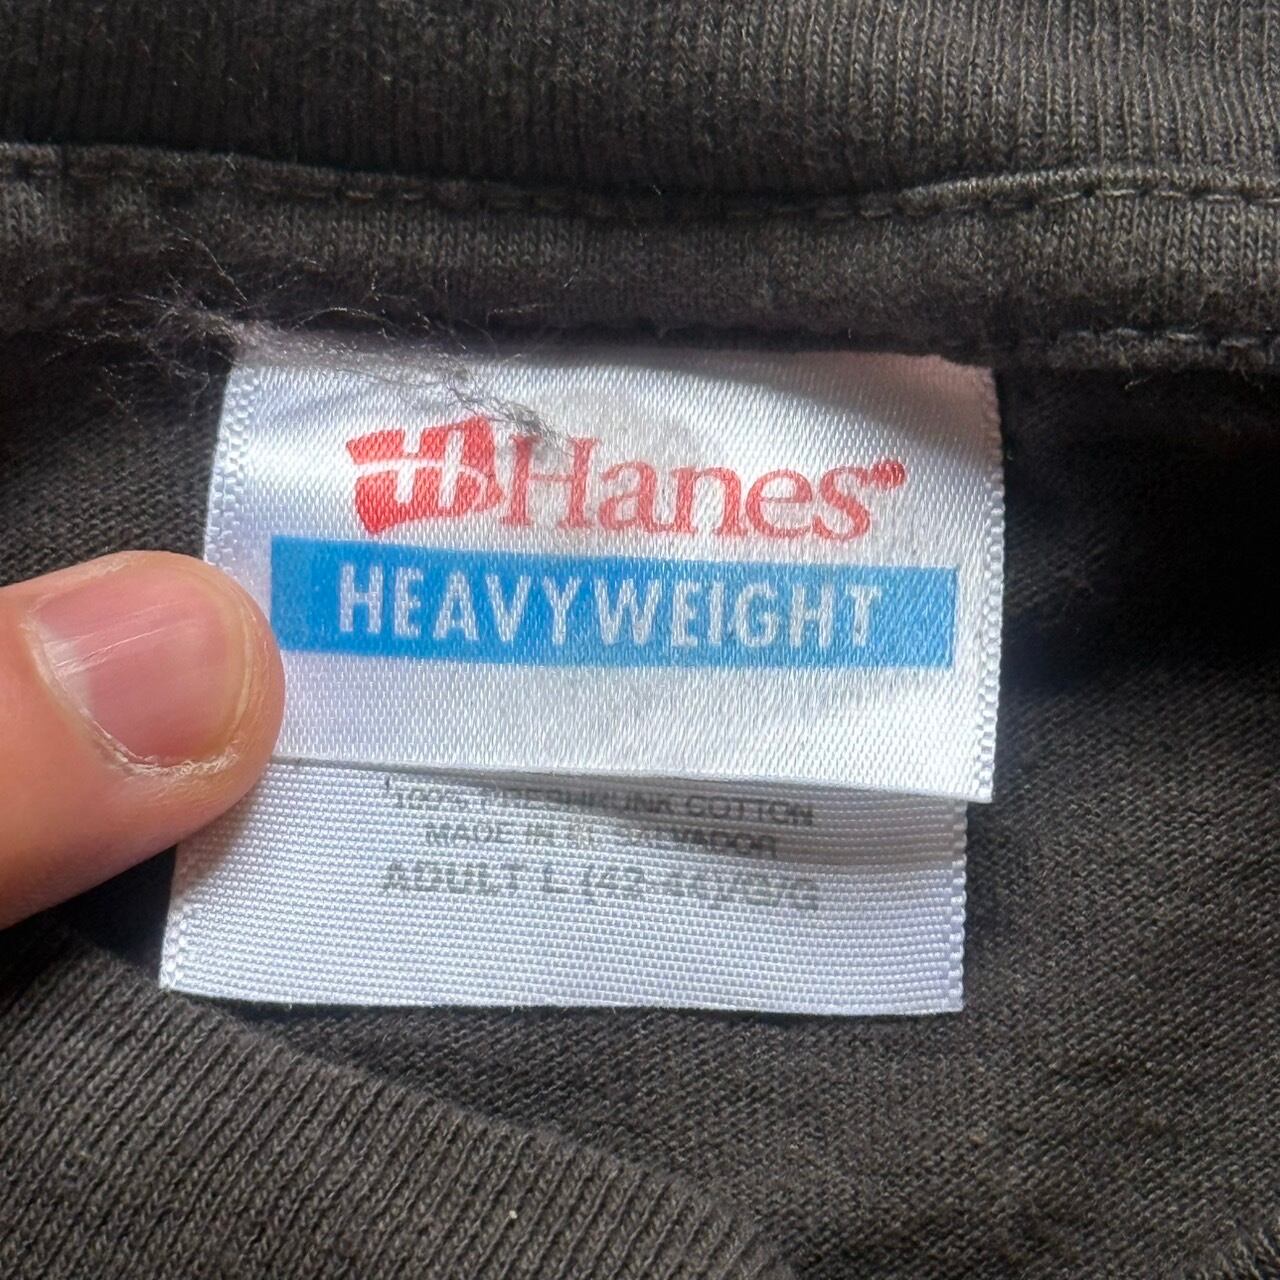 Hanes
HEAVYWEIGHT
100% PRESHRUNK COTTON
MADE IN EL SALVADOR
ADULT L (42-44)/G/G